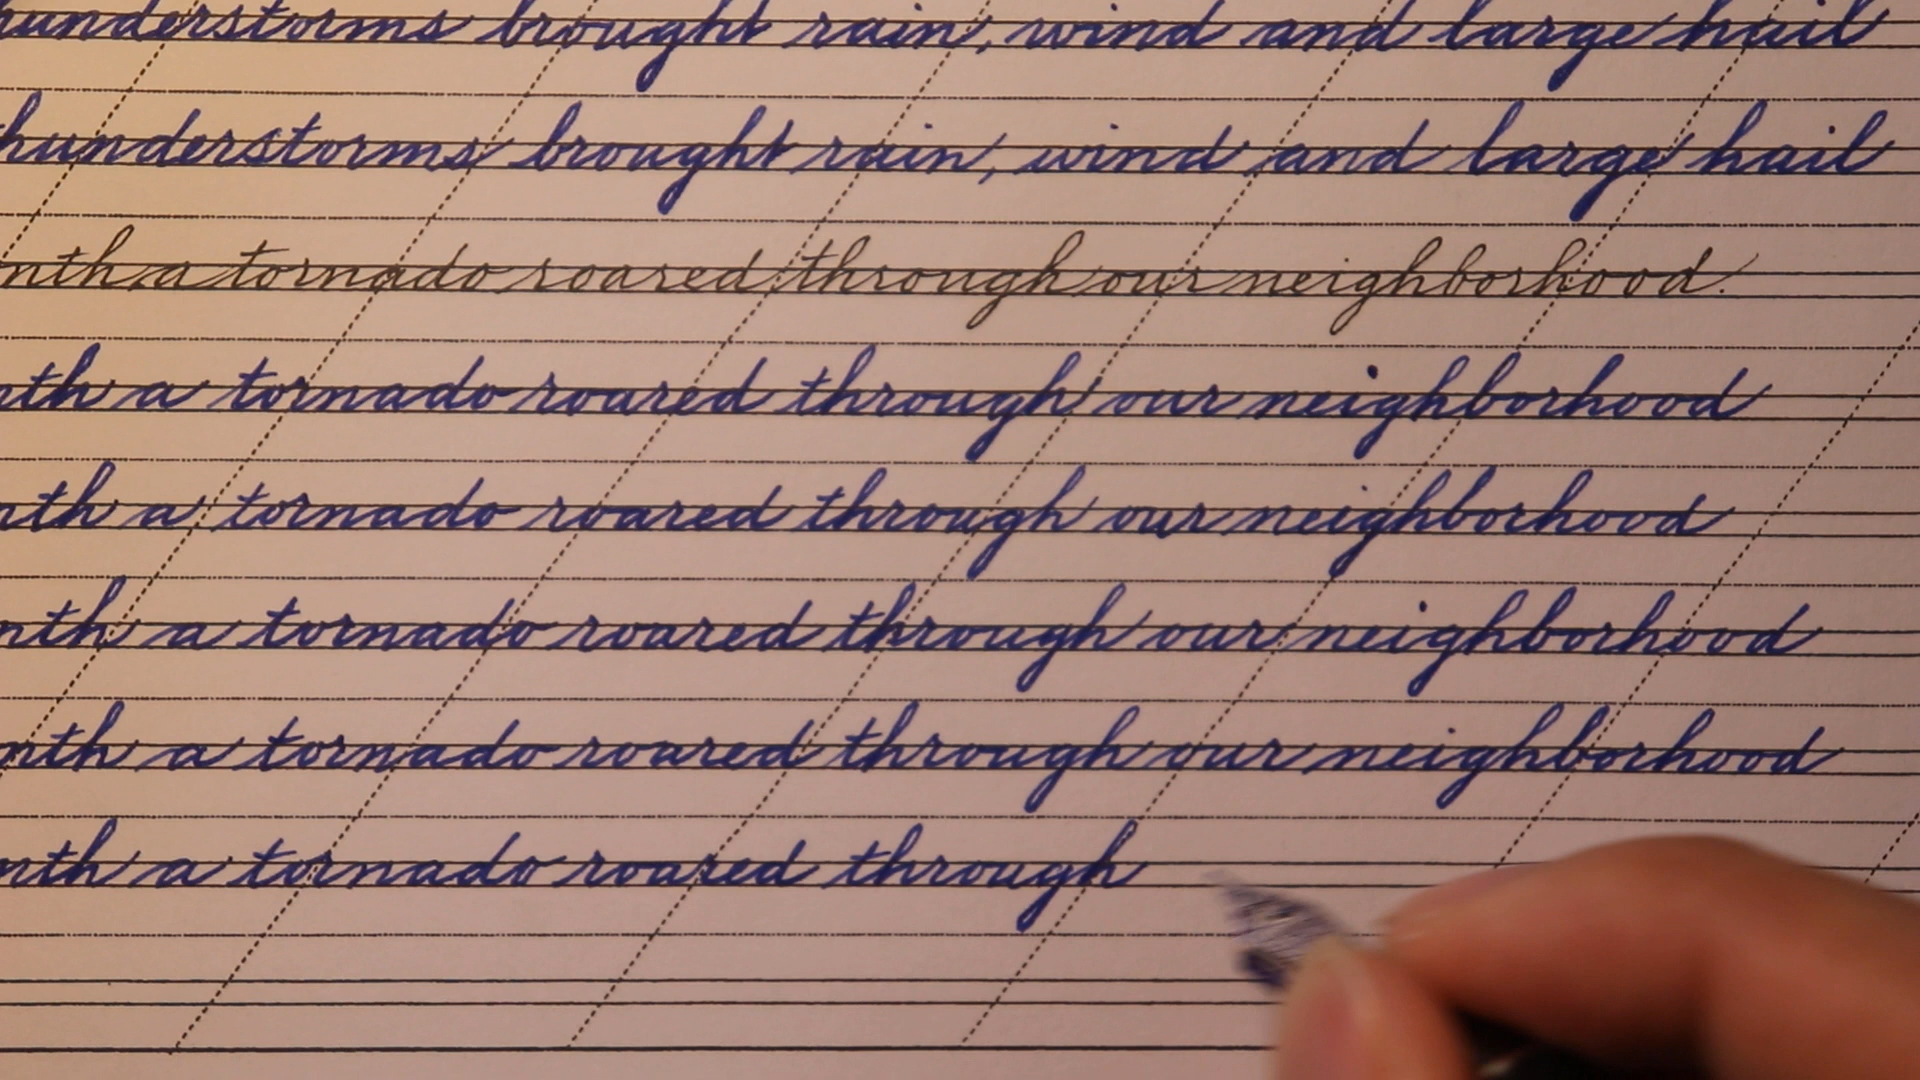 hunderstorms brought rain, wind and large hail
hunderstorms brought rain, wind and large hail
nth a tornado roared through our neighborhood.
nth a tornado roared through our neighborhood
nth a tornado roared through our neighborhood
nth a tornado roared through our neighborhood
nth a tornado roared through our neighborhood
nth a tornado roared through